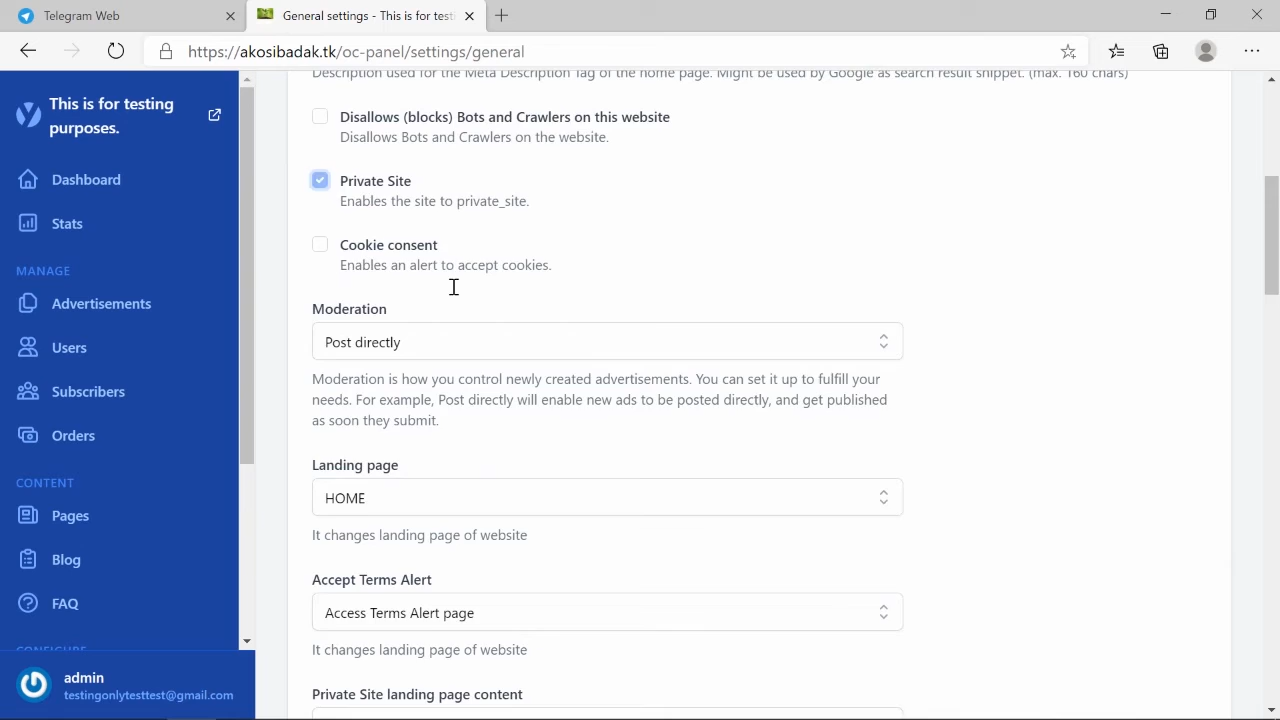 Telegram Web
General settings - This is for testi
https://akosibadak.tk/oc-panel/settings/general
This is for testing
purposes.
Dashboard
Stats
MANAGE
Advertisements
Users
Subscribers
Orders
CONTENT
Pages
Blog
FAQ
CONFIGURE
admin
testingonlytesttest@gmail.com
Description used for the Meta Description Tag of the home page. Might be used by Google as search result snippet. (max. 160 chars)
Disallows (blocks) Bots and Crawlers on this website
Disallows Bots and Crawlers on the website.
Private Site
Enables the site to private_site.
Cookie consent
Enables an alert to accept cookies.
Moderation
Post directly
Moderation is how you control newly created advertisements. You can set it up to fulfill your
needs. For example, Post directly will enable new ads to be posted directly, and get published
as soon they submit.
Landing page
HOME
It changes landing page of website
Accept Terms Alert
Access Terms Alert page
It changes landing page of website
Private Site landing page content